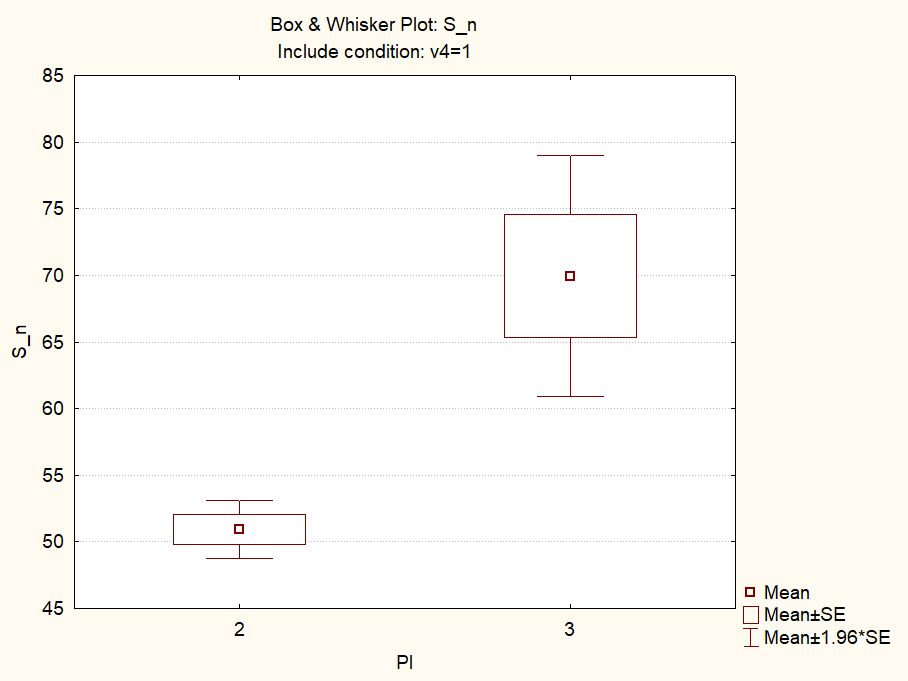 Box & Whisker Plot: S_n
Include condition: v4=1
85
80
75
70
65
60
55
50
45
S_n
2
3
PI
Mean
Mean±SE
Mean±1.96*SE